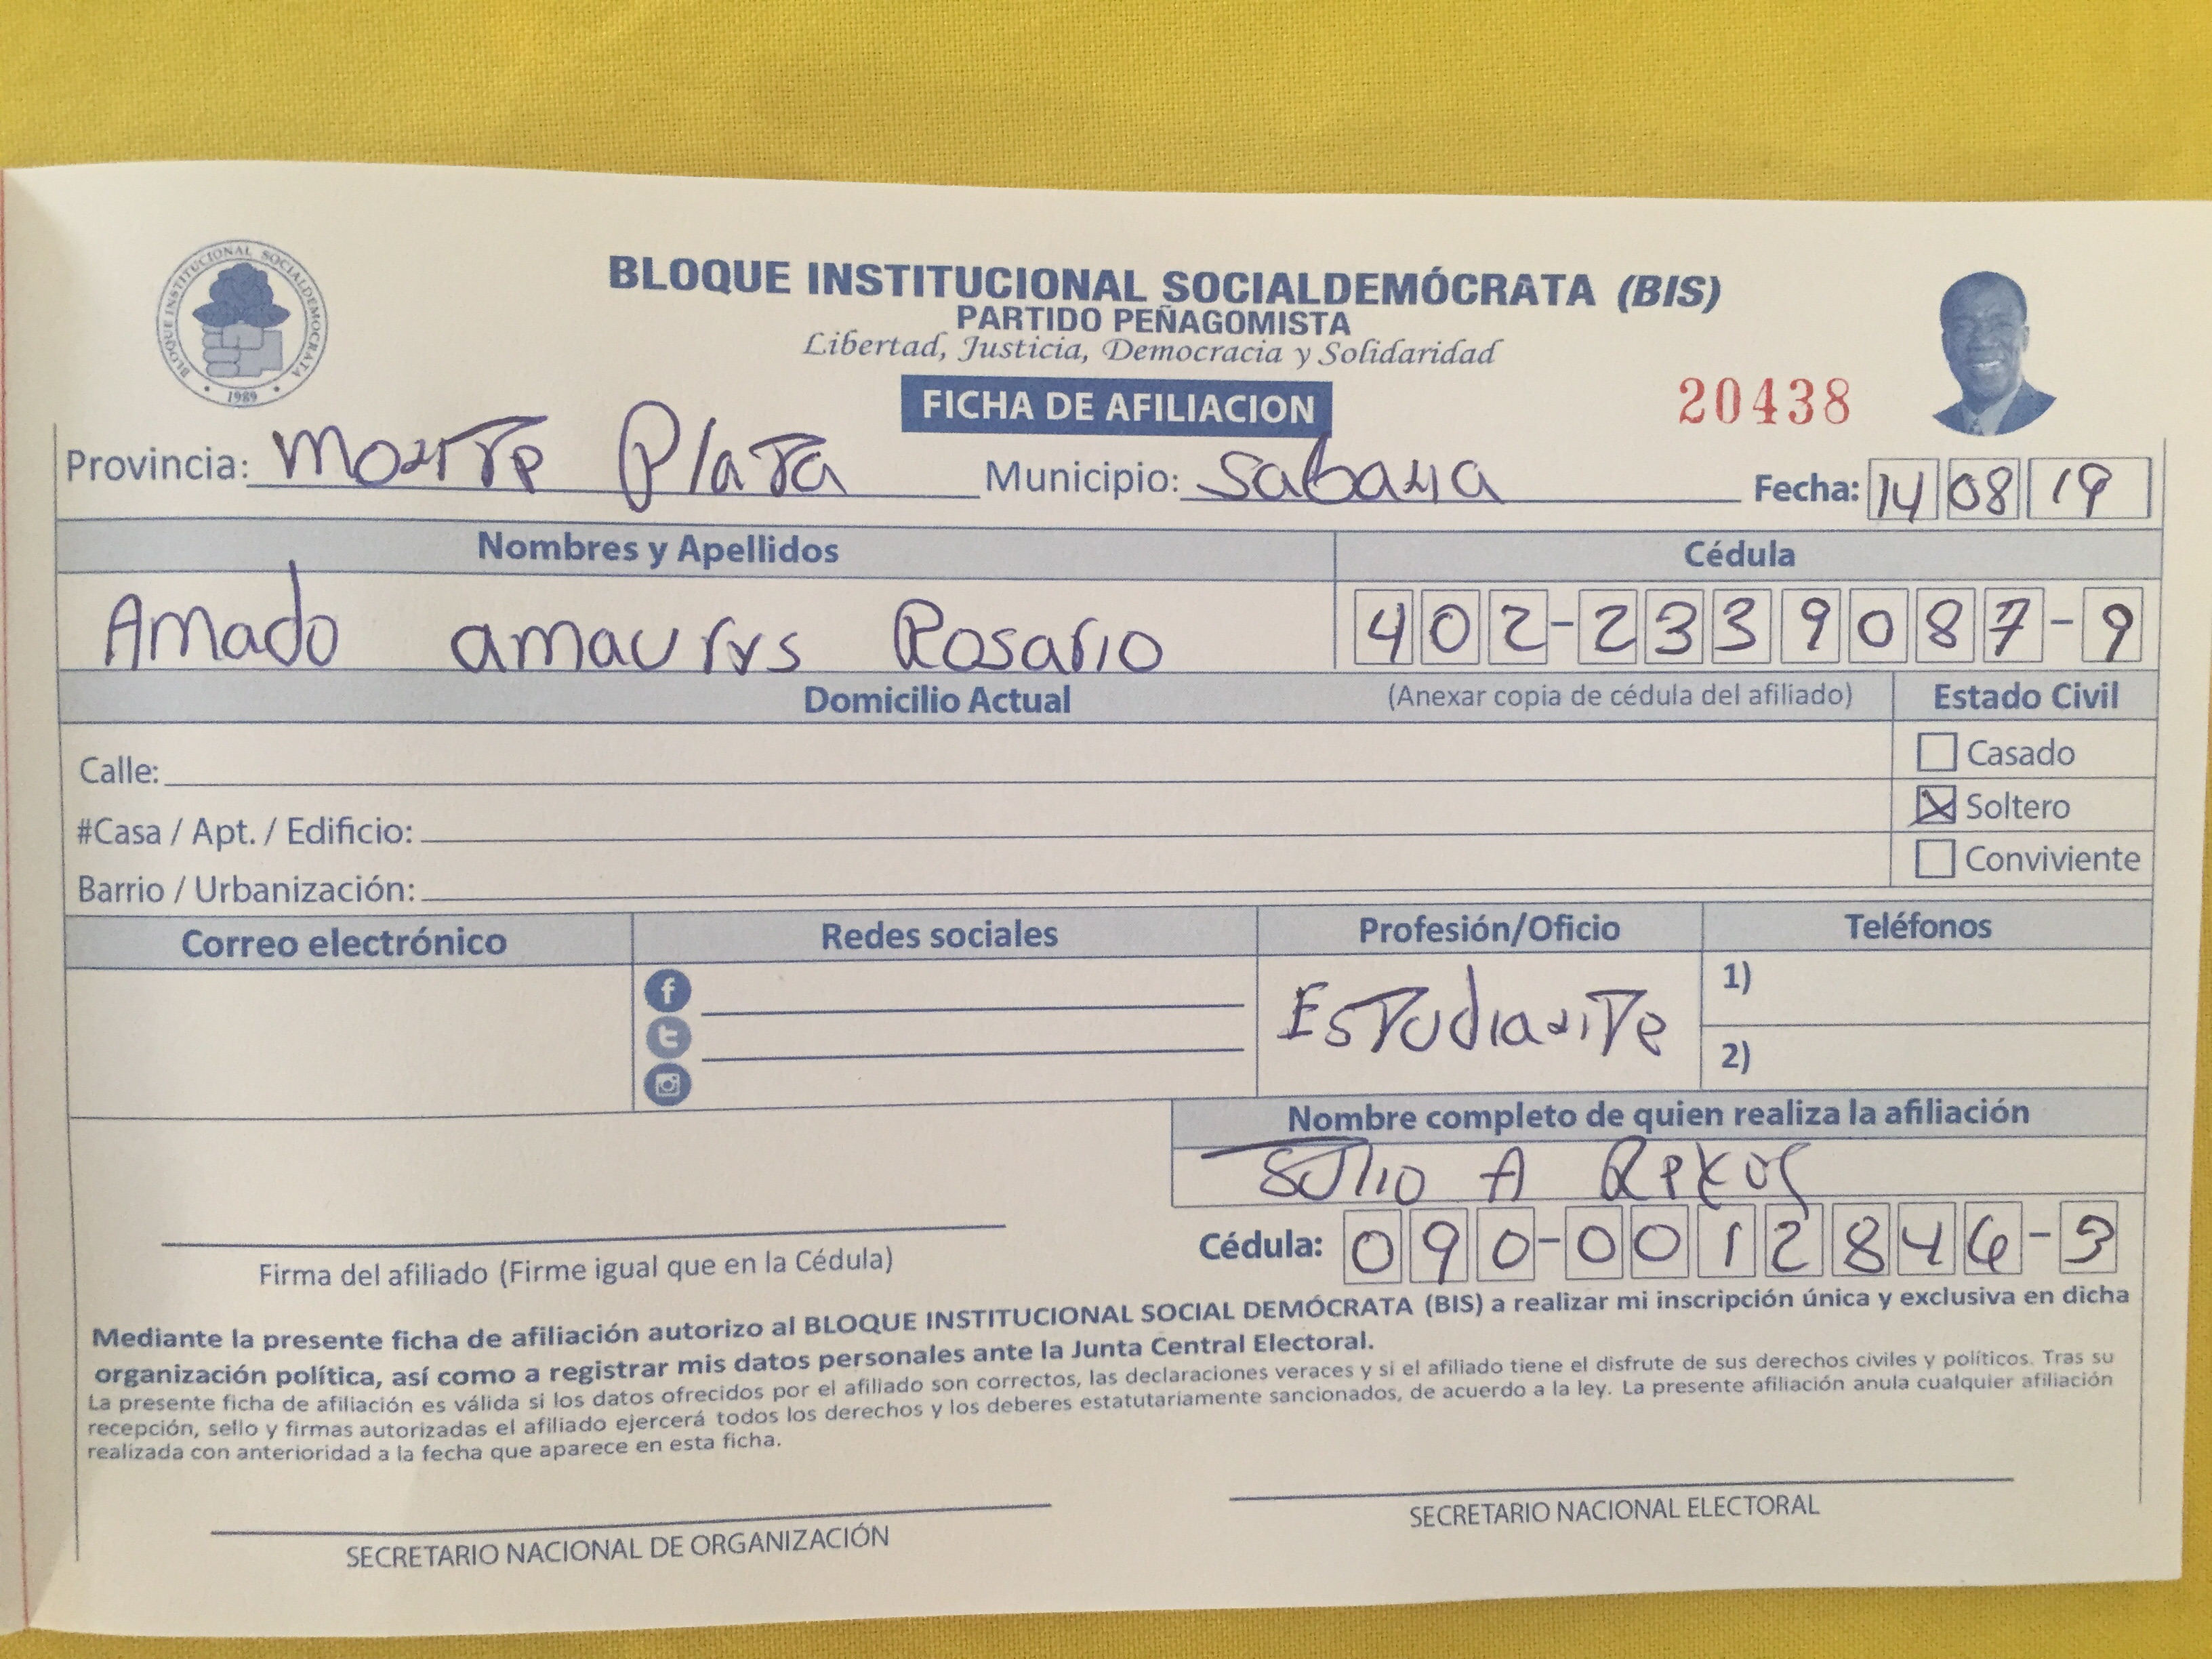 BLOQUE INSTITUCIONAL SOCIALDEMOCRATA
1989
BLOQUE INSTITUCIONAL SOCIALDEMÓCRATA (BIS)
PARTIDO PEÑAGOMISTA
Libertad, Justicia, Democracia y Solidaridad
FICHA DE AFILIACION
20438
Provincia: Monte Plata Municipio: Sabana Fecha: 14 08 19
Nombres y Apellidos Cédula
Amado amaurys Rosario 402-2339087-9
Domicilio Actual (Anexar copia de cédula del afiliado) Estado Civil
Calle: Casado
#Casa / Apt. / Edificio: Soltero
Barrio / Urbanización: Conviviente
Correo electrónico Redes sociales Profesión/Oficio Teléfonos
Estudiante 1)
2)
Nombre completo de quien realiza la afiliación
A
Cédula: 090-0012846-3
Firma del afiliado (Firme igual que en la Cédula)
Mediante la presente ficha de afiliación autorizo al BLOQUE INSTITUCIONAL SOCIAL DEMÓCRATA (BIS) a realizar mi inscripción única y exclusiva en dicha
organización política, así como a registrar mis datos personales ante la Junta Central Electoral.
La presente ficha de afiliación es válida si los datos ofrecidos por el afiliado son correctos, las declaraciones veraces y si el afiliado tiene el disfrute de sus derechos civiles y políticos. Tras su
recepción, sello y firmas autorizadas el afiliado ejercerá todos los derechos y los deberes estatutariamente sancionados, de acuerdo a la ley. La presente afiliación anula cualquier afiliación
realizada con anterioridad a la fecha que aparece en esta ficha.
SECRETARIO NACIONAL DE ORGANIZACIÓN SECRETARIO NACIONAL ELECTORAL